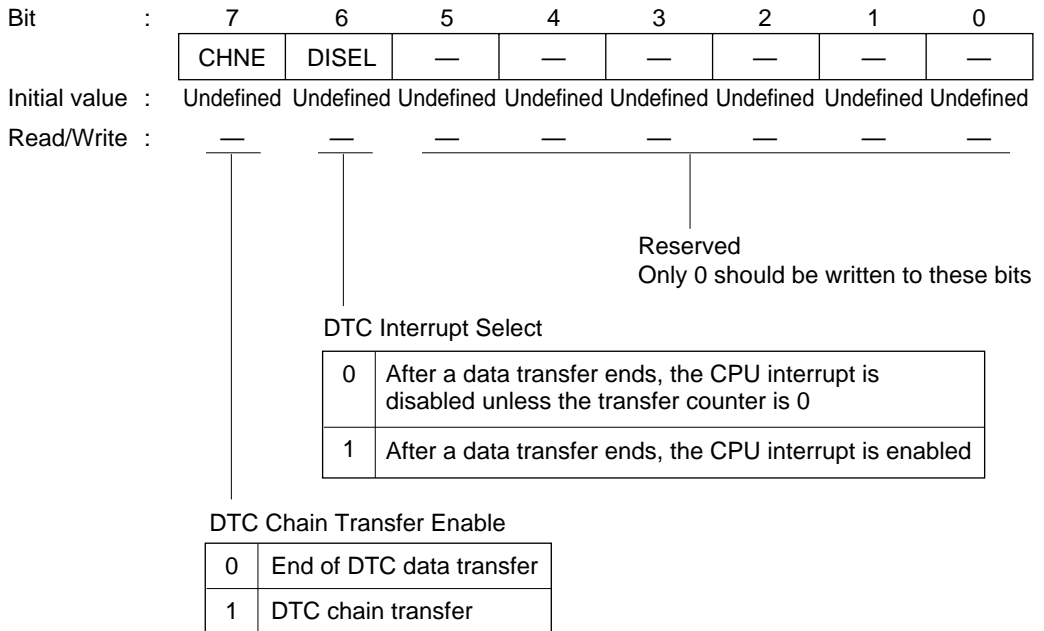 Bit : 7 6 5 4 3 2 1 0
CHNE DISEL — — — — — —
Initial value : Undefined Undefined Undefined Undefined Undefined Undefined Undefined Undefined
Read/Write : — — — — — — — —
Reserved
Only 0 should be written to these bits
DTC Interrupt Select
0 After a data transfer ends, the CPU interrupt is
disabled unless the transfer counter is 0
1 After a data transfer ends, the CPU interrupt is enabled
DTC Chain Transfer Enable
0 End of DTC data transfer
1 DTC chain transfer